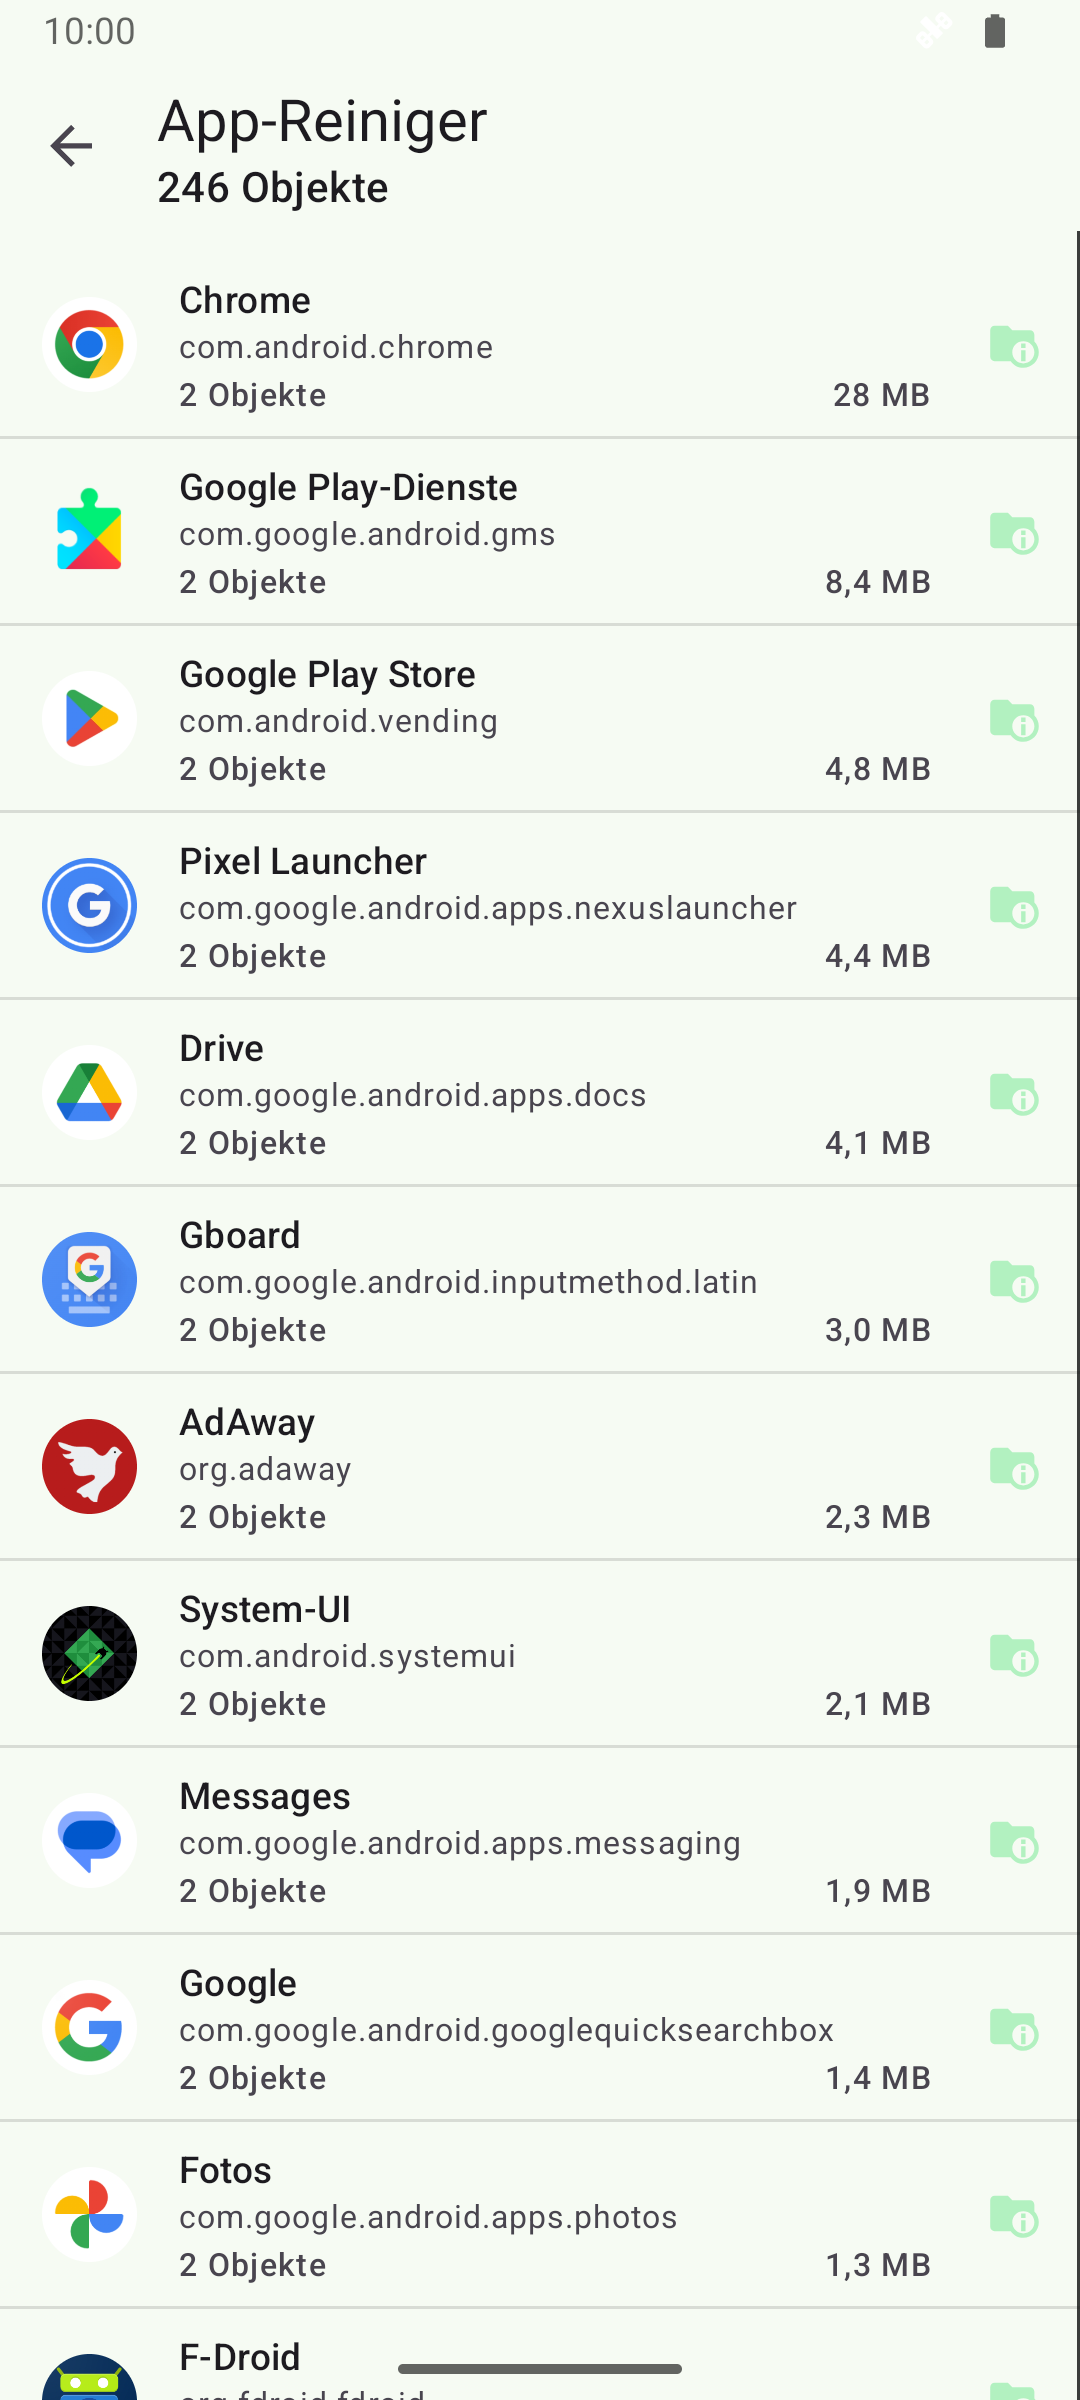 10:00
App-Reiniger
246 Objekte
Chrome
com.android.chrome
2 Objekte 28 MB
Google Play-Dienste
com.google.android.gms
2 Objekte 8,4 MB
Google Play Store
com.android.vending
2 Objekte 4,8 MB
Pixel Launcher
com.google.android.apps.nexuslauncher
2 Objekte 4,4 MB
Drive
com.google.android.apps.docs
2 Objekte 4,1 MB
Gboard
com.google.android.inputmethod.latin
2 Objekte 3,0 MB
AdAway
org.adaway
2 Objekte 2,3 MB
System-UI
com.android.systemui
2 Objekte 2,1 MB
Messages
com.google.android.apps.messaging
2 Objekte 1,9 MB
Google
com.google.android.googlequicksearchbox
2 Objekte 1,4 MB
Fotos
com.google.android.apps.photos
2 Objekte 1,3 MB
F-Droid
org.fdroid.fdroid